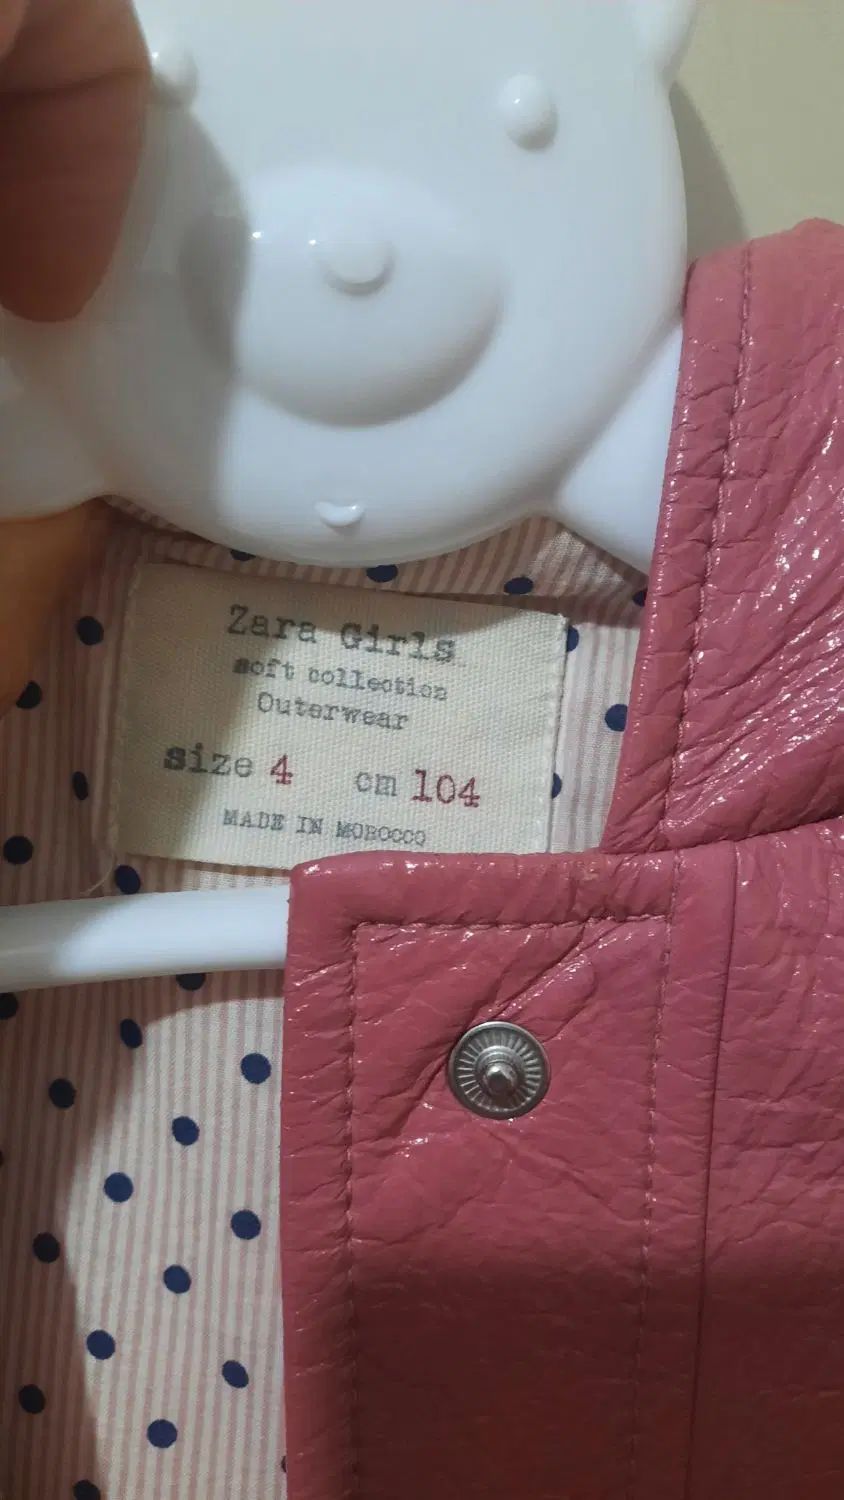 Zara Girls
soft collection
Outerwear
size 4 cm 104
MADE IN MOROCCO